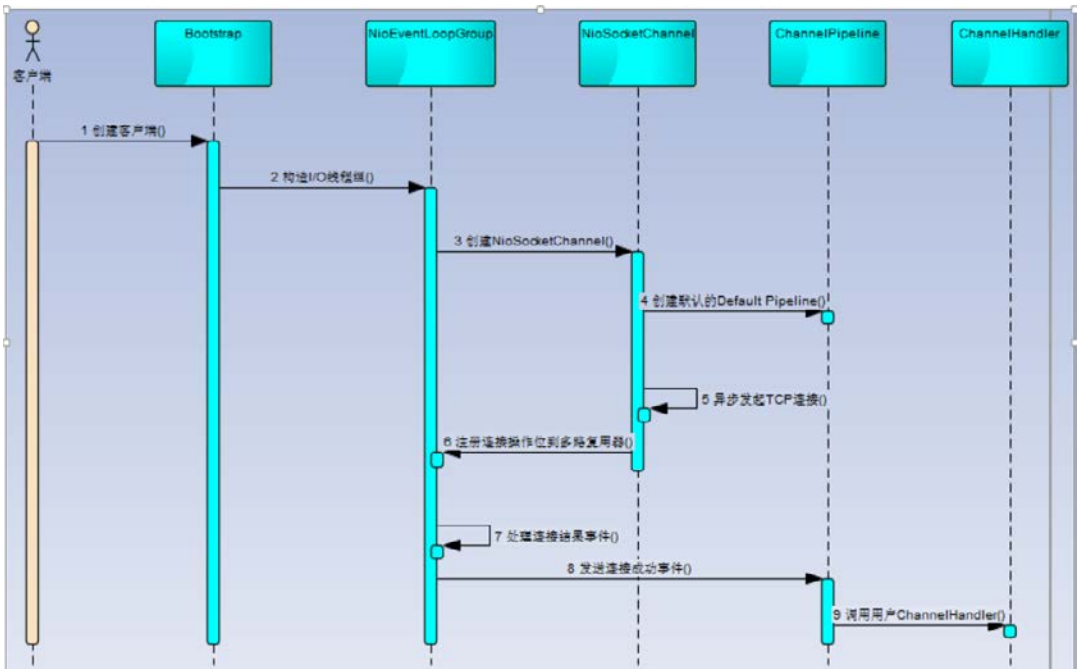 Bootstrap
NioEventLoopGroup
NioSocketChannel
ChannelPipeline
ChannelHandler
客户端
1 创建客户端()
2 构造I/O线程组()
3 创建NioSocketChannel()
4 创建默认的Default Pipeline()
5 异步发起TCP连接()
6 注册连接操作位到多路复用器()
7 处理连接结果事件()
8 发送连接成功事件()
9 调用用户ChannelHandler()